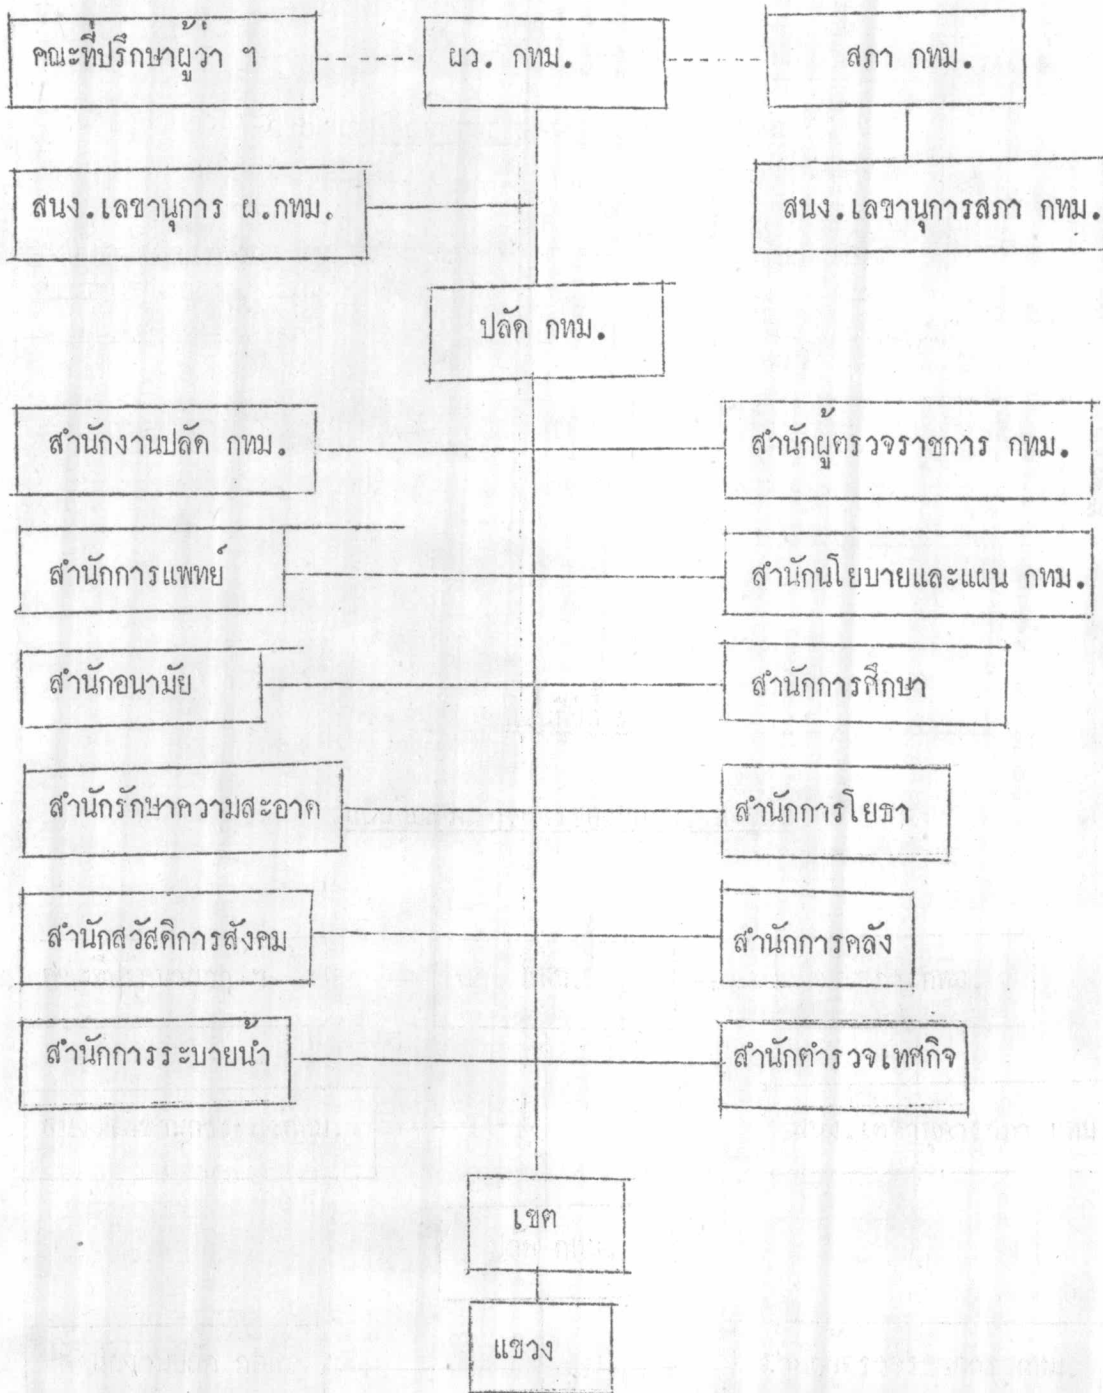 คณะที่ปรึกษาผู้ว่า ฯ
ผว. กทม.
สภา กทม.
สนง.เลขานุการ ผ.กทม.
สนง.เลขานุการสภา กทม.
ปลัด กทม.
สำนักงานปลัด กทม.
สำนักผู้ตรวจราชการ กทม.
สำนักการแพทย์
สำนักนโยบายและแผน กทม.
สำนักอนามัย
สำนักการศึกษา
สำนักรักษาความสะอาด
สำนักการโยธา
สำนักสวัสดิการสังคม
สำนักการคลัง
สำนักการระบายน้ำ
สำนักตำรวจเทศกิจ
เขต
แขวง